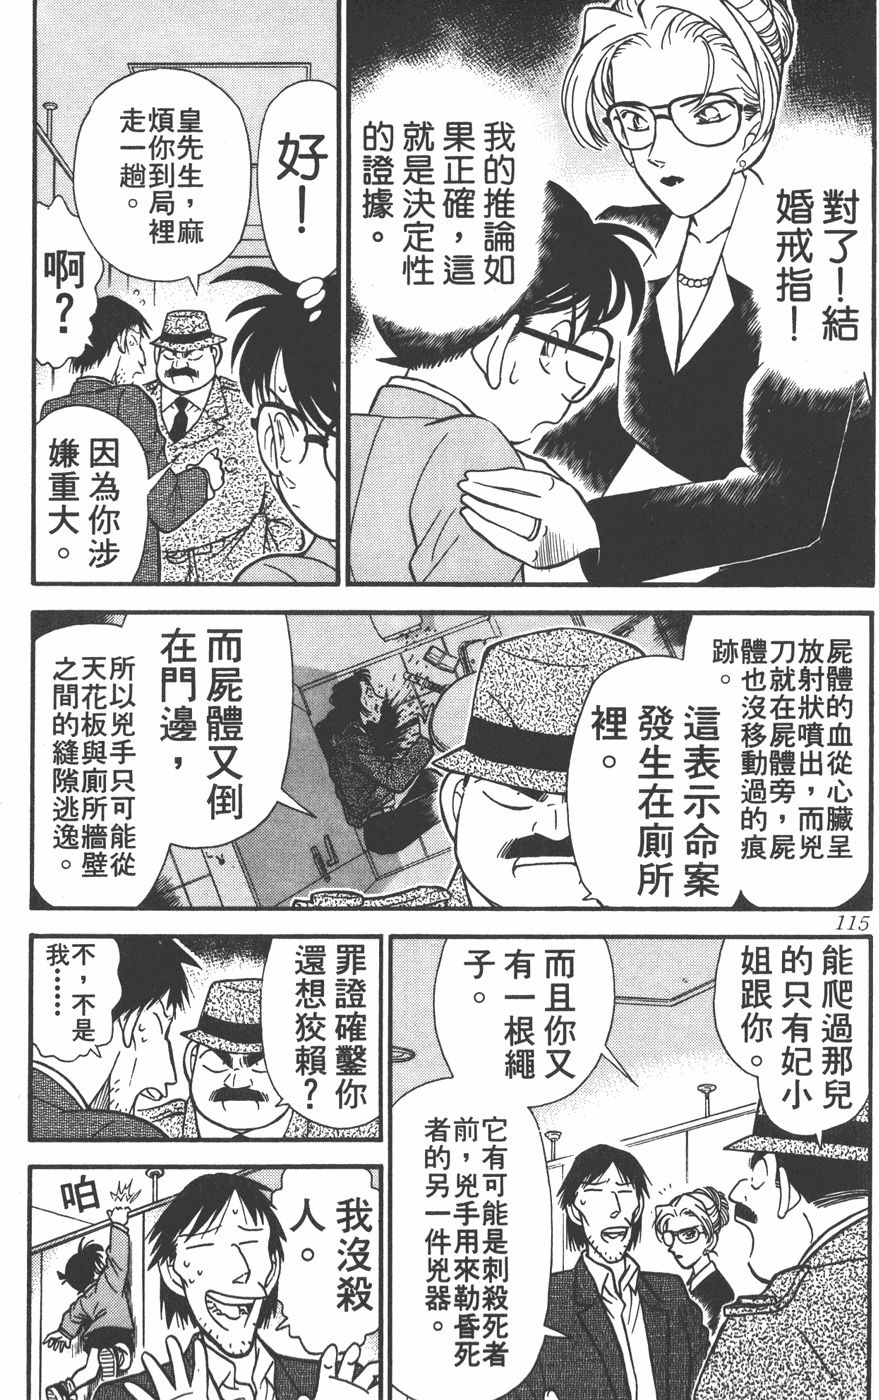 對了！結
婚戒指！
我的推論如
果正確，這
就是決定性
的證據。
好！
皇先生，麻
煩你到局裡
走一趟。
啊？
因為你涉
嫌重大。
屍體的血從心臟呈
放射狀噴出，而兇
刀就在屍體旁，屍
體也沒移動過的痕
跡。
這表示命案
發生在廁所
裡。
而屍體又倒
在門邊，
所以兇手只可能從
天花板與廁所牆壁
之間的縫隙逃逸。
115
能爬過那兒
的只有妃小
姐跟你。
而且你又
有一根繩
子。
它有可能是刺殺死者
前，兇手用來勒昏死
者的另一件兇器。
罪證確鑿你
還想狡賴？
不，不是
我……
我沒殺
人。
咱